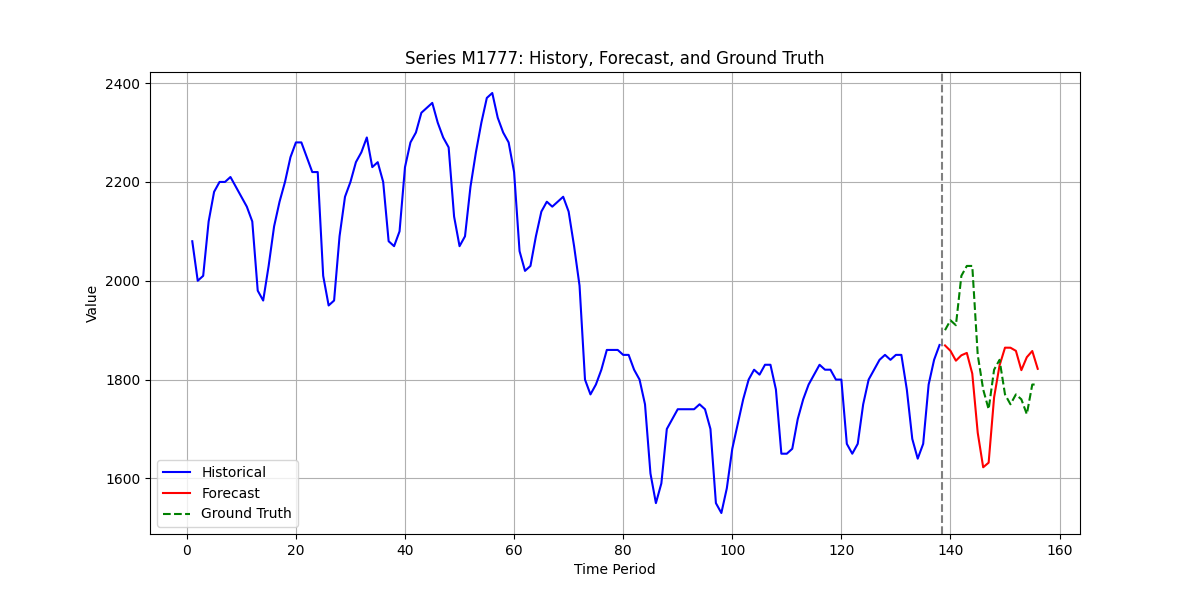 Series M1777: History, Forecast, and Ground Truth
2400
2200
2000
1800
1600
Value
Historical
Forecast
Ground Truth
0 20 40 60 80 100 120 140 160
Time Period